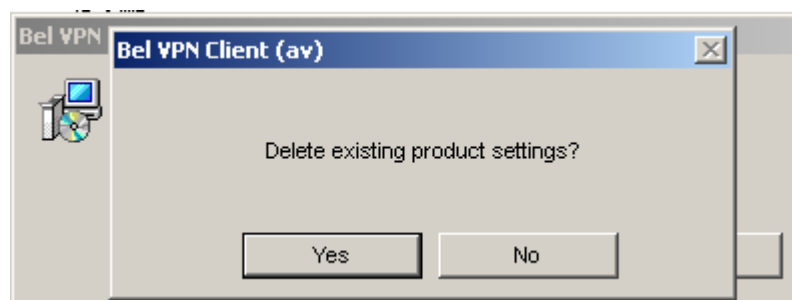 Bel VPN
Bel VPN Client (av)
Delete existing product settings?
Yes
No